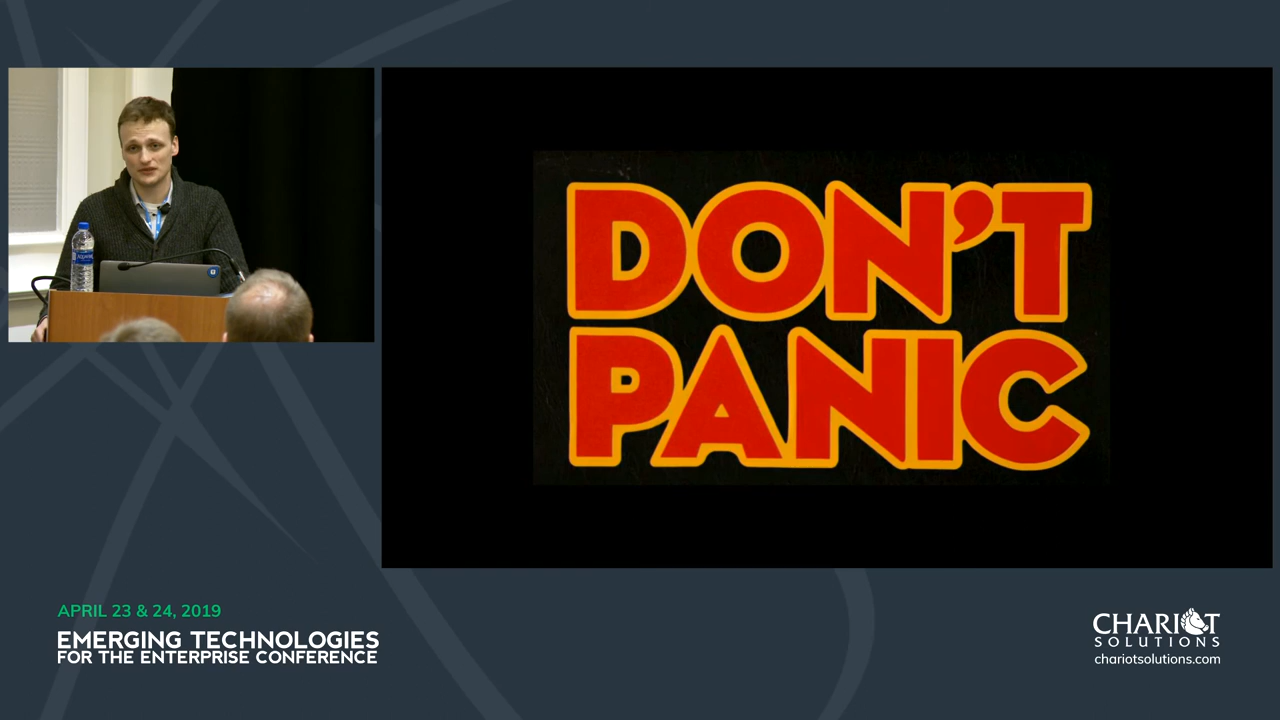 DON'T
PANIC
APRIL 23 & 24, 2019
EMERGING TECHNOLOGIES
FOR THE ENTERPRISE CONFERENCE
CHARIOT
SOLUTIONS
chariotsolutions.com